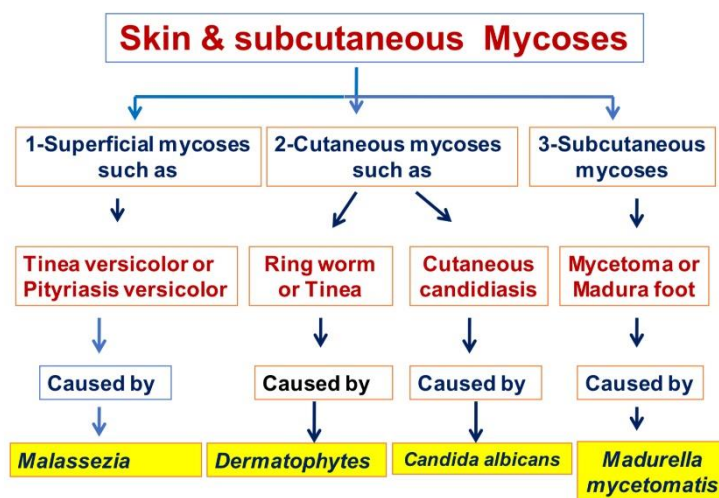 Skin & subcutaneous Mycoses
1-Superficial mycoses
such as
2-Cutaneous mycoses
such as
3-Subcutaneous
mycoses
Tinea versicolor or
Pityriasis versicolor
Ring worm
or Tinea
Cutaneous
candidiasis
Mycetoma or
Madura foot
Caused by
Caused by
Caused by
Caused by
Malassezia
Dermatophytes
Candida albicans
Madurella
mycetomatis